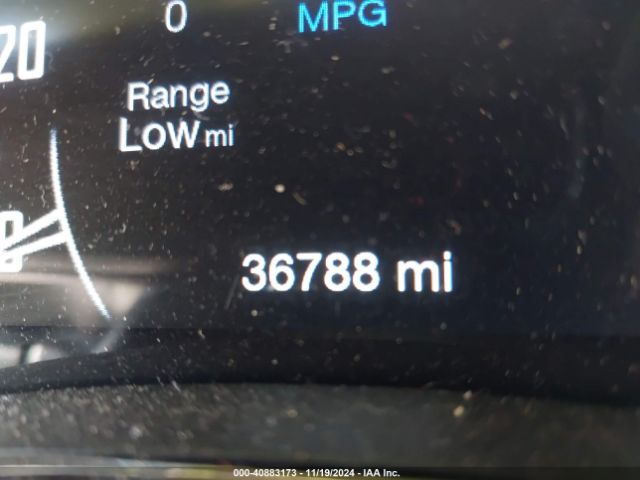 0 MPG
20
Range
LOW mi
36788 mi
000-40883173 - 11/19/2024 - IAA Inc.